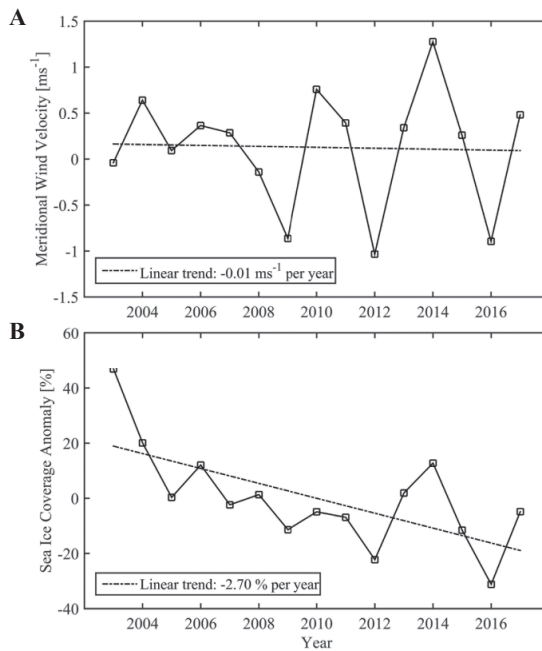 A
1.5
1
0.5
0
-0.5
-1
-1.5
Meridional Wind Velocity [ms⁻¹]
Linear trend: -0.01 ms⁻¹ per year
2004 2006 2008 2010 2012 2014 2016
B
60
40
20
0
-20
-40
Sea Ice Coverage Anomaly [%]
Linear trend: -2.70 % per year
2004 2006 2008 2010 2012 2014 2016
Year